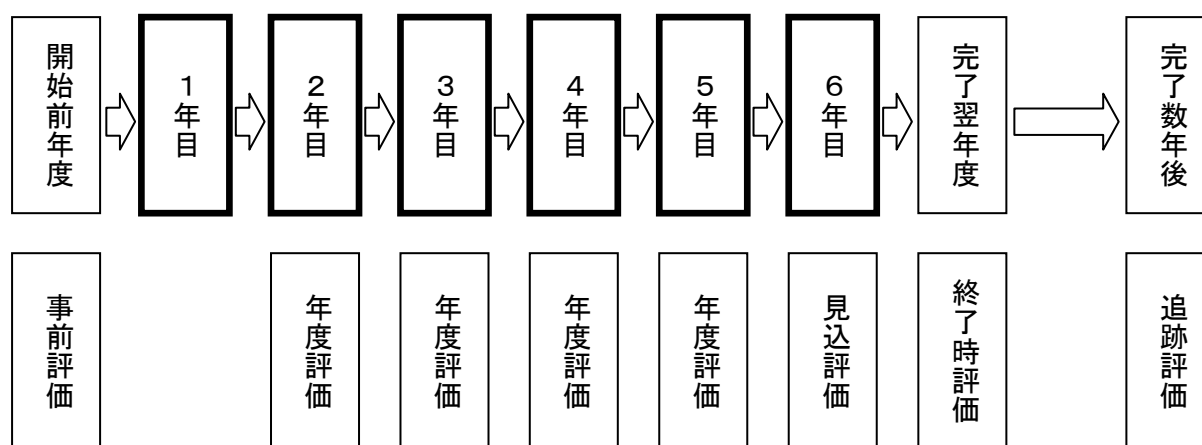 開始前年度
１年目
２年目
３年目
４年目
５年目
６年目
完了翌年度
完了数年後
事前評価
年度評価
年度評価
年度評価
年度評価
見込評価
終了時評価
追跡評価